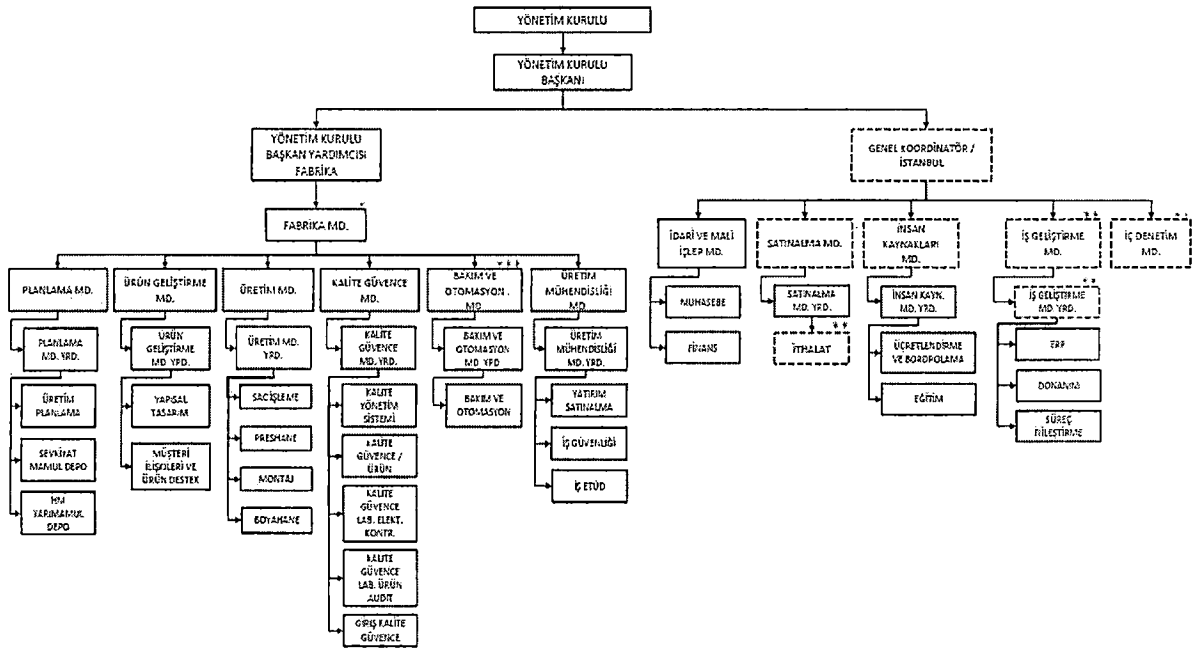 YÖNETİM KURULU
YÖNETİM KURULU
BAŞKANI
YÖNETİM KURULU
BAŞKAN YARDIMCISI
FABRİKA
GENEL KOORDİNATÖR /
İSTANBUL
*
FABRİKA MD.
PLANLAMA MD.
PLANLAMA
MD. YRD.
ÜRETİM
PLANLAMA
SEVKİYAT
MAMUL DEPO
HM
YARIMAMUL
DEPO
ÜRÜN GELİŞTİRME
MD.
ÜRÜN
GELİŞTİRME
MD. YRD.
YAPISAL
TASARIM
MÜŞTERİ
İLİŞKİLERİ VE
ÜRÜN DESTEK
ÜRETİM MD.
ÜRETİM MD.
YRD.
SACİŞLEME
PRESHANE
MONTAJ
BOYAHANE
KALİTE GÜVENCE
MD.
KALİTE
GÜVENCE
MD. YRD.
KALİTE
YÖNETİM
SİSTEMİ
KALİTE
GÜVENCE /
ÜRÜN
KALİTE
GÜVENCE
LAB. ELEKT.
KONTR.
KALİTE
GÜVENCE
LAB. ÜRÜN
AUDIT
GİRİŞ KALİTE
GÜVENCE
* * *
BAKIM VE
OTOMASYON .
MD
BAKIM VE
OTOMASYON
MD. YRD
BAKIM VE
OTOMASYON
ÜRETİM
MÜHENDİSLİĞİ
MD
ÜRETİM
MÜHENDİSLİĞİ
MD. YRD.
YATIRIM
SATINALMA
İŞ GÜVENLİĞİ
İŞ ETÜD
İDARİ VE MALİ
İÇLEP MD.
MUHASEBE
FİNANS
SATINALMA MD.
SATINALMA
MD. YRD.
* *
İTHALAT
İNSAN
KAYNAKLARI
MD.
İNSAN KAYN.
MD. YRD.
ÜCRETLENDİRME
VE BORDPOLAMA
EĞİTİM
* *
İŞ GELİŞTİRME
MD.
* *
İŞ GELİŞTİRME
MD. YRD.
ERP
DONANIM
SÜREÇ
* *
İÇ DENETİM
MD.